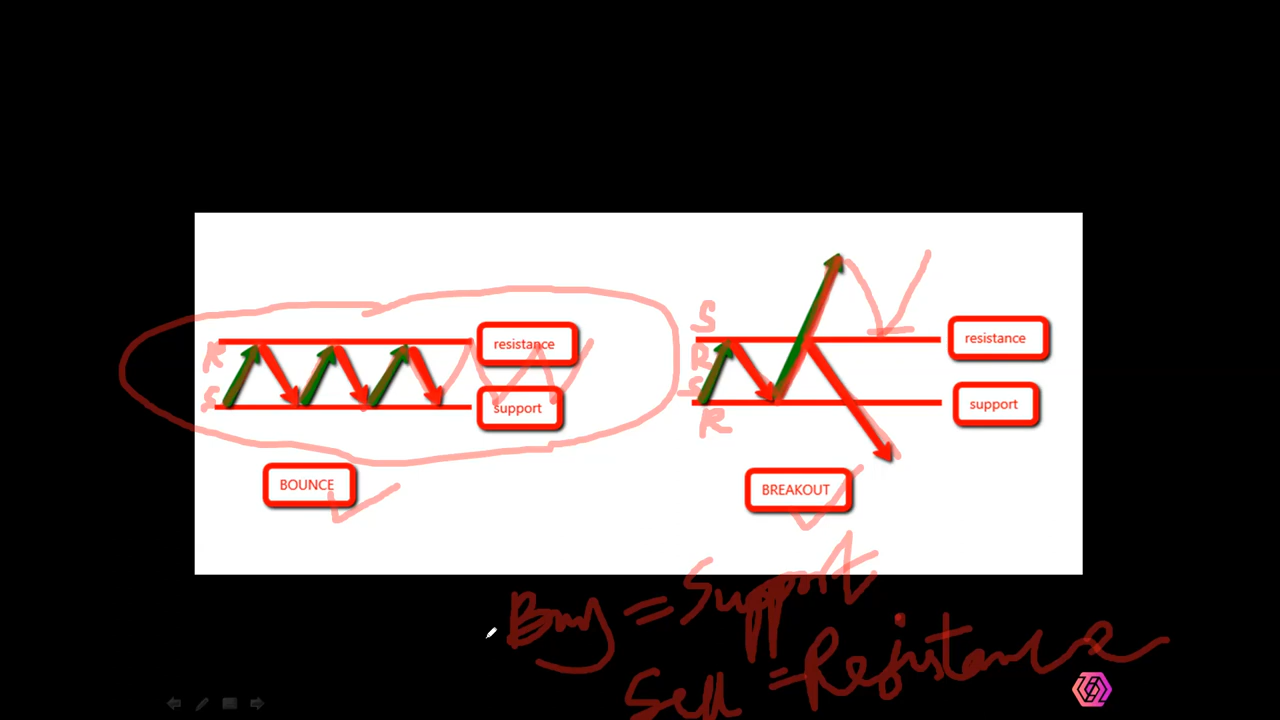 resistance
R
S
support
BOUNCE
S
resistance
R
S
support
R
BREAKOUT
Buy = Support
Sell = Resistance